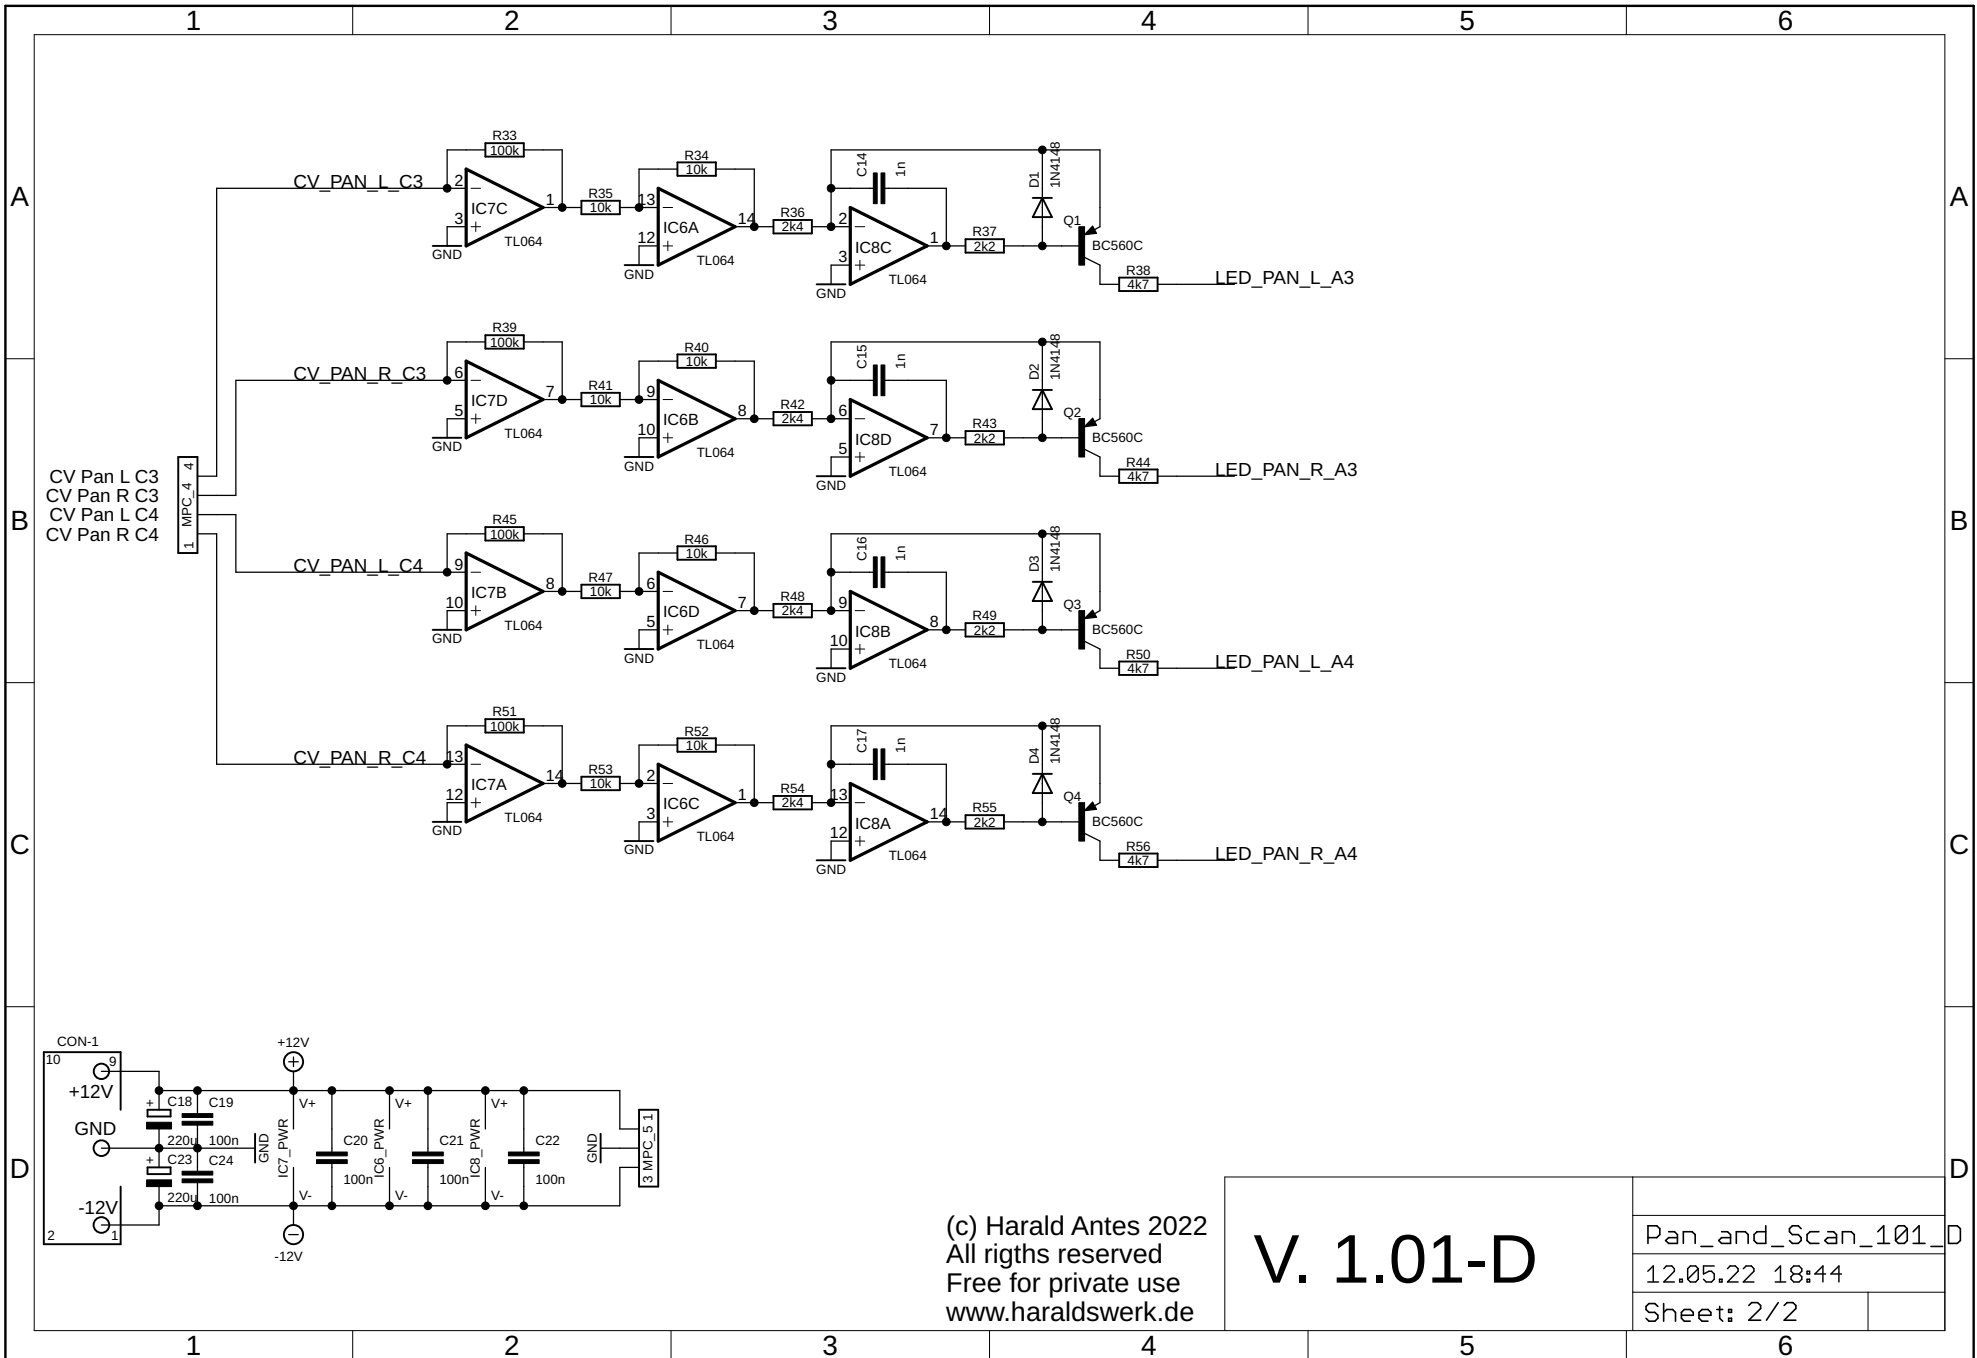 1 2 3 4 5 6
A A
R33
100k
CV_PAN_L_C3
2
3
1
IC7C
TL064
GND
R35
10k
R34
10k
13
12
14
IC6A
TL064
GND
R36
2k4
C14
1n
2
3
1
IC8C
TL064
GND
R37
2k2
D1
1N4148
Q1
BC560C
R38
4k7
LED_PAN_L_A3
R39
100k
CV_PAN_R_C3
6
5
7
IC7D
TL064
GND
R41
10k
R40
10k
9
10
8
IC6B
TL064
GND
R42
2k4
C15
1n
6
5
7
IC8D
TL064
GND
R43
2k2
D2
1N4148
Q2
BC560C
R44
4k7
LED_PAN_R_A3
B B
CV Pan L C3
CV Pan R C3
CV Pan L C4
CV Pan R C4
1 MPC_4 4
R45
100k
CV_PAN_L_C4
9
10
8
IC7B
TL064
GND
R47
10k
R46
10k
6
5
7
IC6D
TL064
GND
R48
2k4
C16
1n
9
10
8
IC8B
TL064
GND
R49
2k2
D3
1N4148
Q3
BC560C
R50
4k7
LED_PAN_L_A4
R51
100k
CV_PAN_R_C4
13
12
14
IC7A
TL064
GND
R53
10k
R52
10k
2
3
1
IC6C
TL064
GND
R54
2k4
C17
1n
13
12
14
IC8A
TL064
GND
R55
2k2
D4
1N4148
Q4
BC560C
R56
4k7
LED_PAN_R_A4
C C
CON-1
10
9
+12V
GND
-12V
2
1
+12V
+
C18
220u
C19
100n
+
C23
220u
C24
100n
GND
V+
IC7_PWR
V-
-12V
C20
100n
V+
IC6_PWR
V-
C21
100n
V+
IC8_PWR
V-
C22
100n
GND
3 MPC_5 1
D D
(c) Harald Antes 2022
All rigths reserved
Free for private use
www.haraldswerk.de
V. 1.01-D
Pan_and_Scan_101_D
12.05.22 18:44
Sheet: 2/2
1 2 3 4 5 6